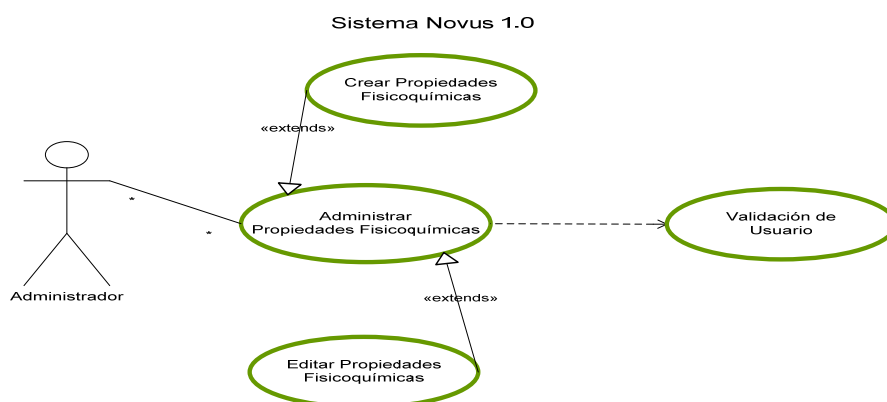 Sistema Novus 1.0
Crear Propiedades
Fisicoquímicas
«extends»
*
Administrar
Propiedades Fisicoquímicas
*
Validación de
Usuario
Administrador
«extends»
Editar Propiedades
Fisicoquímicas